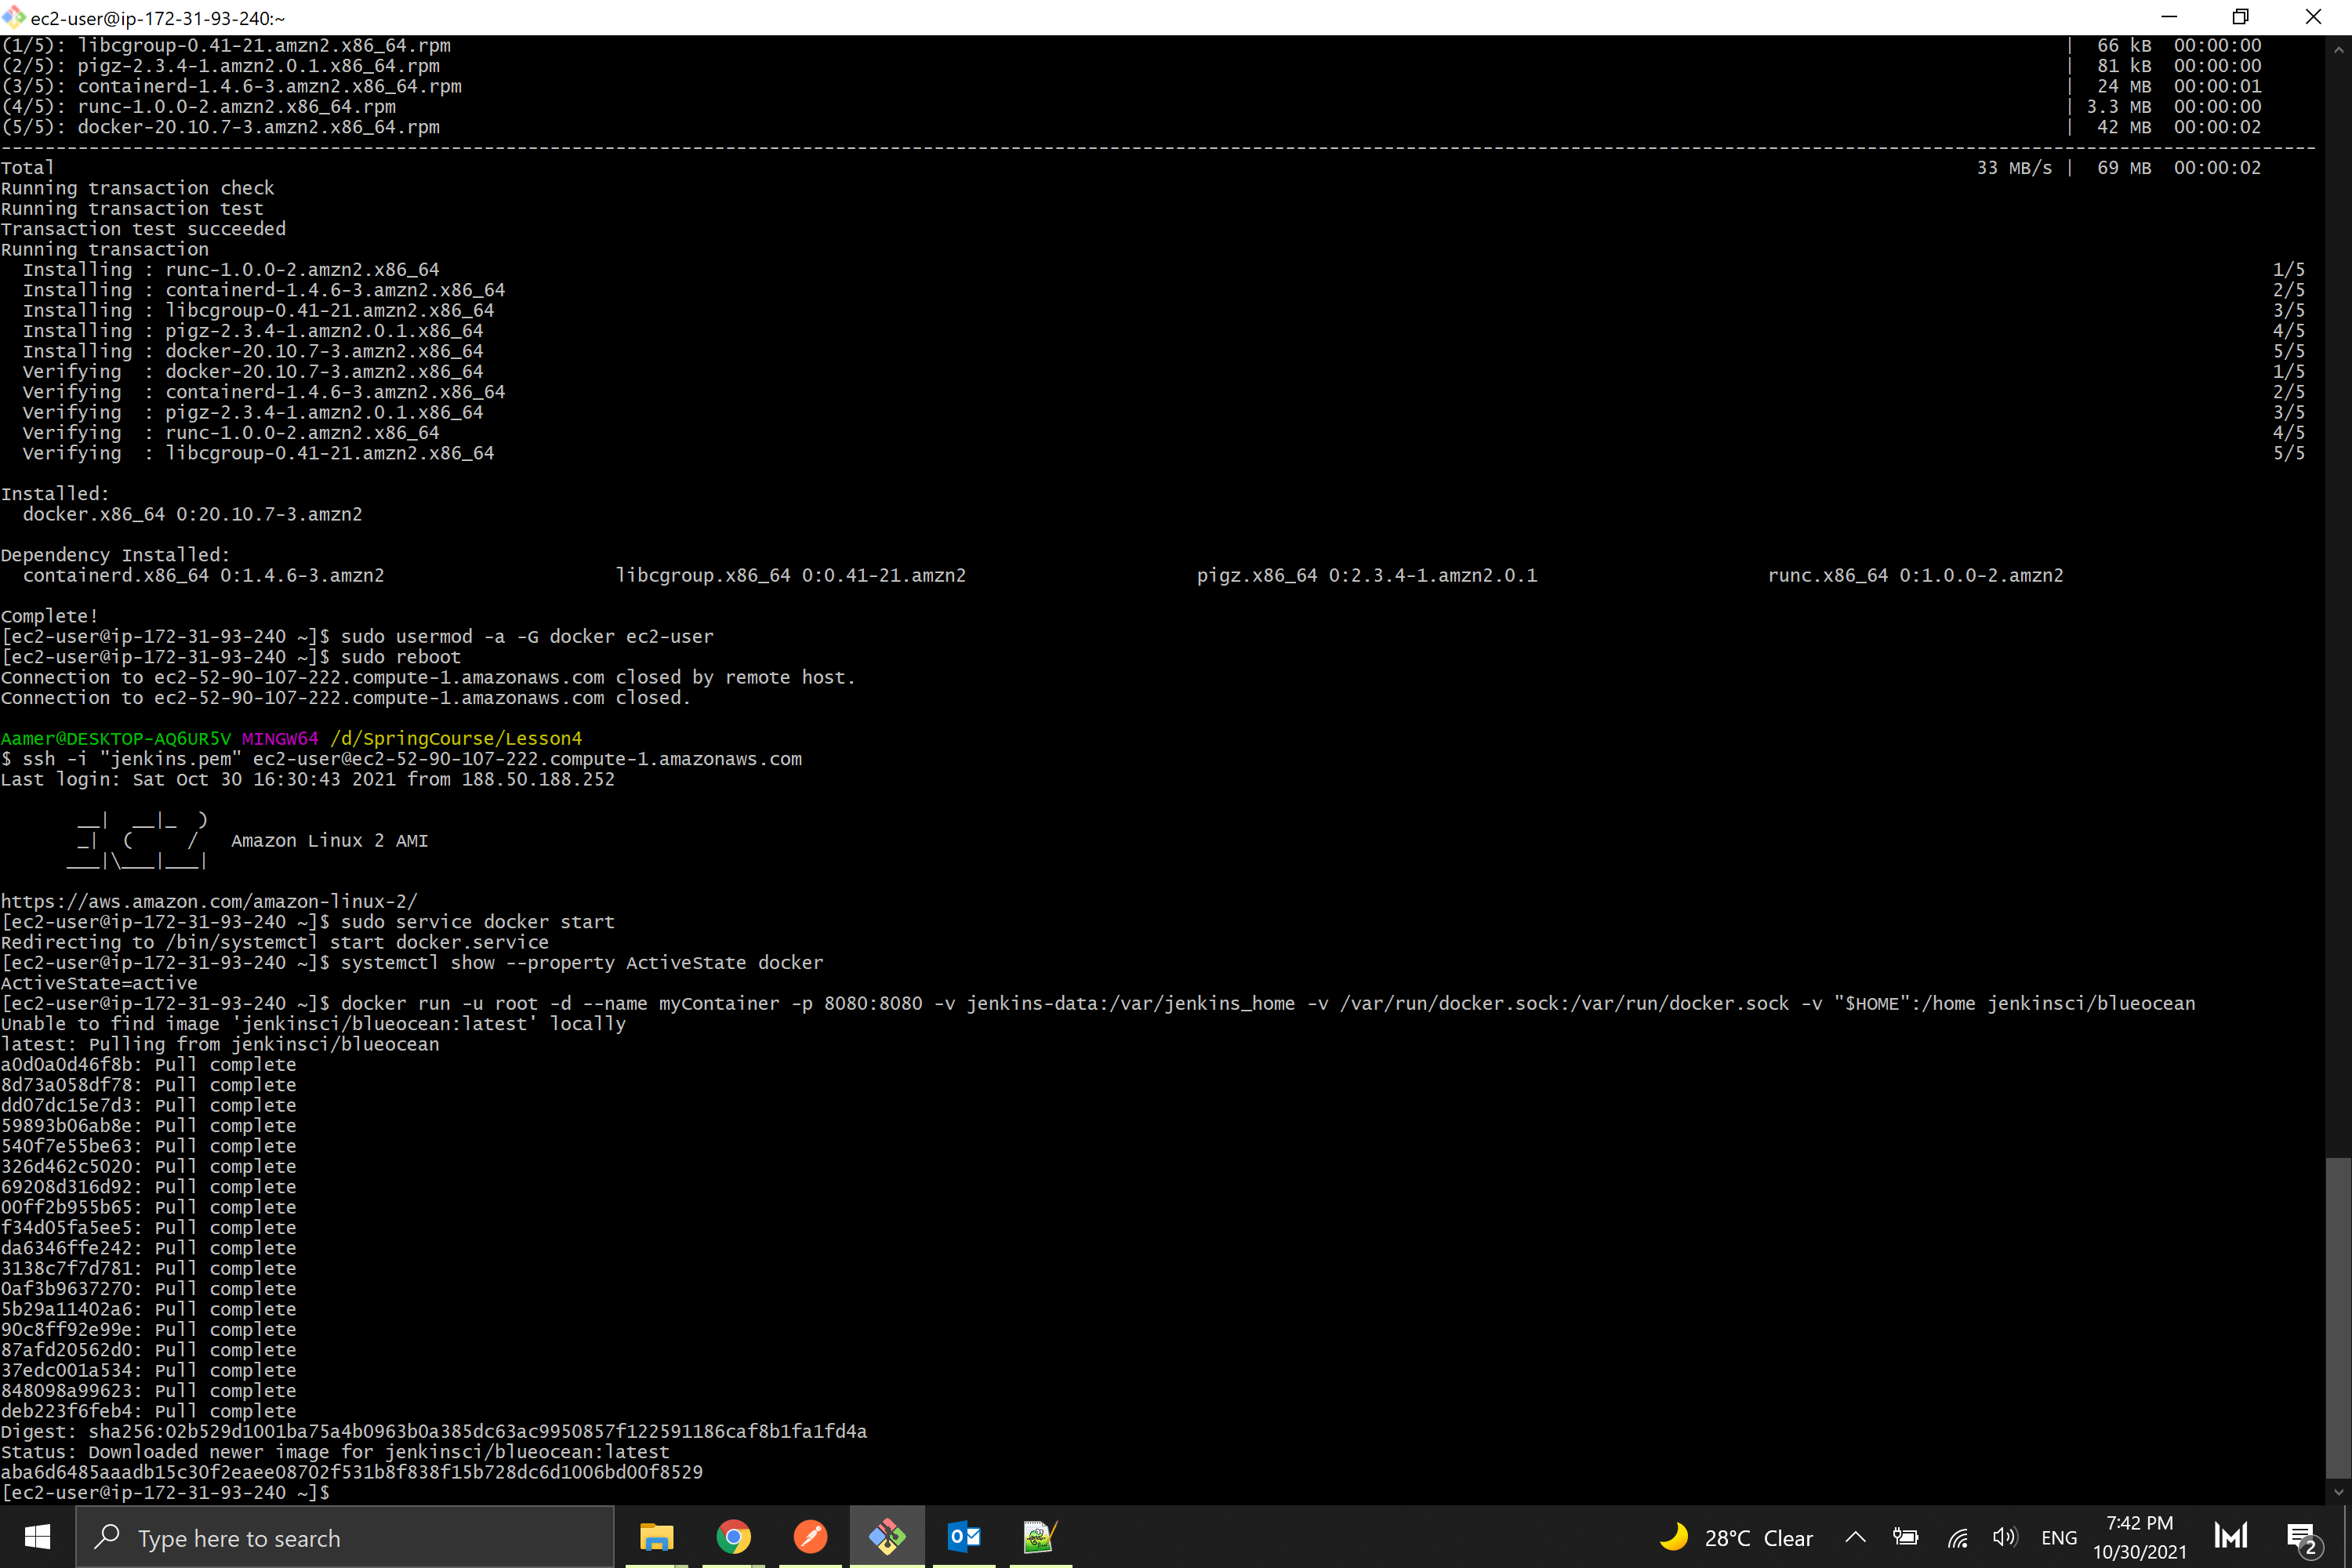 ec2-user@ip-172-31-93-240:~
(1/5): libcgroup-0.41-21.amzn2.x86_64.rpm | 66 kB 00:00:00
(2/5): pigz-2.3.4-1.amzn2.0.1.x86_64.rpm | 81 kB 00:00:00
(3/5): containerd-1.4.6-3.amzn2.x86_64.rpm | 24 MB 00:00:01
(4/5): runc-1.0.0-2.amzn2.x86_64.rpm | 3.3 MB 00:00:00
(5/5): docker-20.10.7-3.amzn2.x86_64.rpm | 42 MB 00:00:02
--------------------------------------------------------------------------------
Total 33 MB/s | 69 MB 00:00:02
Running transaction check
Running transaction test
Transaction test succeeded
Running transaction
Installing : runc-1.0.0-2.amzn2.x86_64 1/5
Installing : containerd-1.4.6-3.amzn2.x86_64 2/5
Installing : libcgroup-0.41-21.amzn2.x86_64 3/5
Installing : pigz-2.3.4-1.amzn2.0.1.x86_64 4/5
Installing : docker-20.10.7-3.amzn2.x86_64 5/5
Verifying : docker-20.10.7-3.amzn2.x86_64 1/5
Verifying : containerd-1.4.6-3.amzn2.x86_64 2/5
Verifying : pigz-2.3.4-1.amzn2.0.1.x86_64 3/5
Verifying : runc-1.0.0-2.amzn2.x86_64 4/5
Verifying : libcgroup-0.41-21.amzn2.x86_64 5/5
Installed:
docker.x86_64 0:20.10.7-3.amzn2
Dependency Installed:
containerd.x86_64 0:1.4.6-3.amzn2 libcgroup.x86_64 0:0.41-21.amzn2 pigz.x86_64 0:2.3.4-1.amzn2.0.1 runc.x86_64 0:1.0.0-2.amzn2
Complete!
[ec2-user@ip-172-31-93-240 ~]$ sudo usermod -a -G docker ec2-user
[ec2-user@ip-172-31-93-240 ~]$ sudo reboot
Connection to ec2-52-90-107-222.compute-1.amazonaws.com closed by remote host.
Connection to ec2-52-90-107-222.compute-1.amazonaws.com closed.
Aamer@DESKTOP-AQ6UR5V MINGW64 /d/SpringCourse/Lesson4
$ ssh -i "jenkins.pem" ec2-user@ec2-52-90-107-222.compute-1.amazonaws.com
Last login: Sat Oct 30 16:30:43 2021 from 188.50.188.252
__| __|_ )
_| ( / Amazon Linux 2 AMI
___|\___|___|
https://aws.amazon.com/amazon-linux-2/
[ec2-user@ip-172-31-93-240 ~]$ sudo service docker start
Redirecting to /bin/systemctl start docker.service
[ec2-user@ip-172-31-93-240 ~]$ systemctl show --property ActiveState docker
ActiveState=active
[ec2-user@ip-172-31-93-240 ~]$ docker run -u root -d --name myContainer -p 8080:8080 -v jenkins-data:/var/jenkins_home -v /var/run/docker.sock:/var/run/docker.sock -v "$HOME":/home jenkinsci/blueocean
Unable to find image 'jenkinsci/blueocean:latest' locally
latest: Pulling from jenkinsci/blueocean
a0d0a0d46f8b: Pull complete
8d73a058df78: Pull complete
dd07dc15e7d3: Pull complete
59893b06ab8e: Pull complete
540f7e55be63: Pull complete
326d462c5020: Pull complete
69208d316d92: Pull complete
00ff2b955b65: Pull complete
f34d05fa5ee5: Pull complete
da6346ffe242: Pull complete
3138c7f7d781: Pull complete
0af3b9637270: Pull complete
5b29a11402a6: Pull complete
90c8ff92e99e: Pull complete
87afd20562d0: Pull complete
37edc001a534: Pull complete
848098a99623: Pull complete
deb223f6feb4: Pull complete
Digest: sha256:02b529d1001ba75a4b0963b0a385dc63ac9950857f122591186caf8b1fa1fd4a
Status: Downloaded newer image for jenkinsci/blueocean:latest
aba6d6485aaadb15c30f2eaee08702f531b8f838f15b728dc6d1006bd00f8529
[ec2-user@ip-172-31-93-240 ~]$
Type here to search
28°C Clear
ENG
7:42 PM
10/30/2021
2